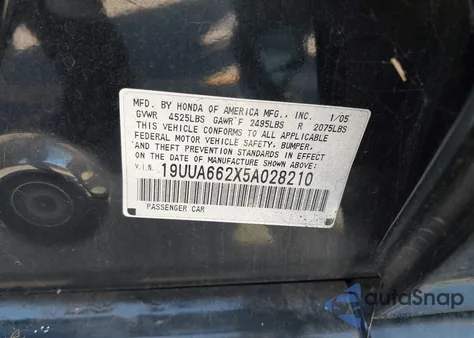 MFD. BY HONDA OF AMERICA MFG., INC. 1/05
GVWR 4525LBS GAWR F 2495LBS R 2075LBS
THIS VEHICLE CONFORMS TO ALL APPLICABLE
FEDERAL MOTOR VEHICLE SAFETY, BUMPER,
AND THEFT PREVENTION STANDARDS IN EFFECT
ON THE DATE OF MANUFACTURE SHOWN ABOVE:
V.I.N. 19UUA662X5A028210
PASSENGER CAR
autoSnap